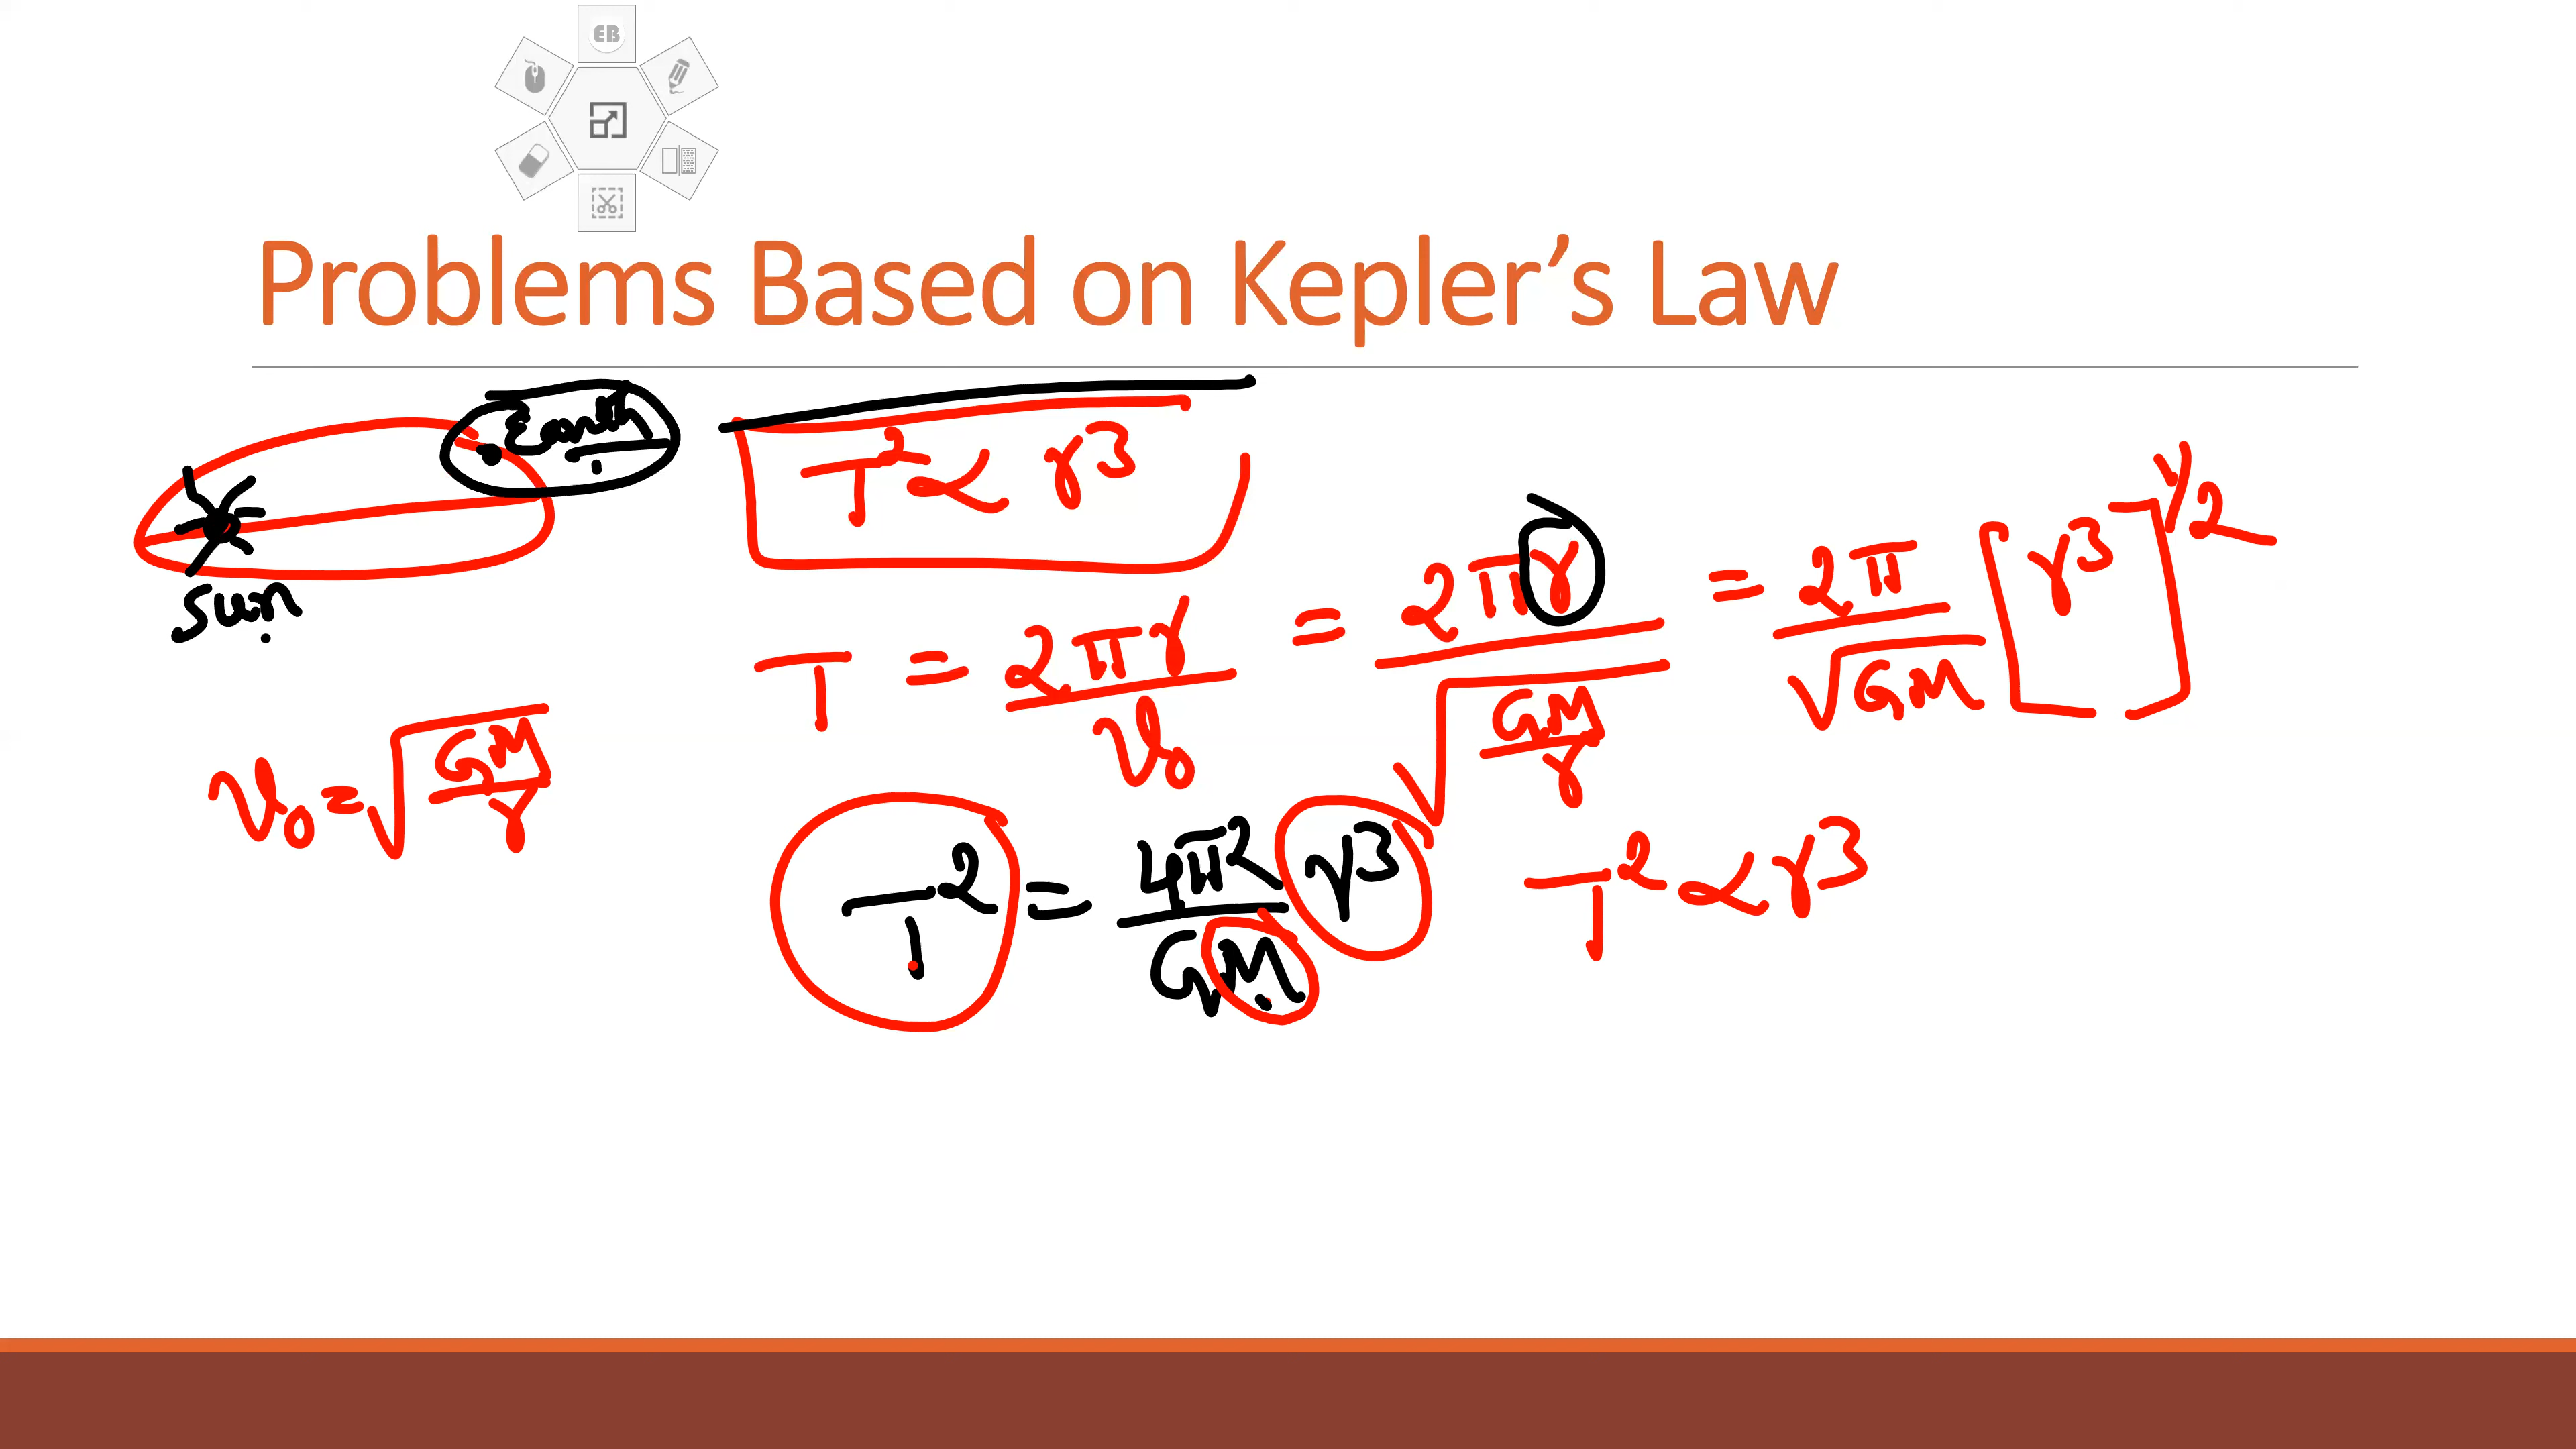 EB
Problems Based on Kepler’s Law
Earth
Sun
T² ∝ r³
T = 2πr / v₀ = 2πr / √(GM/r) = 2π/√GM [r³]^1/2
v₀ = √(GM/r)
T² = 4π²/GM r³
T² ∝ r³